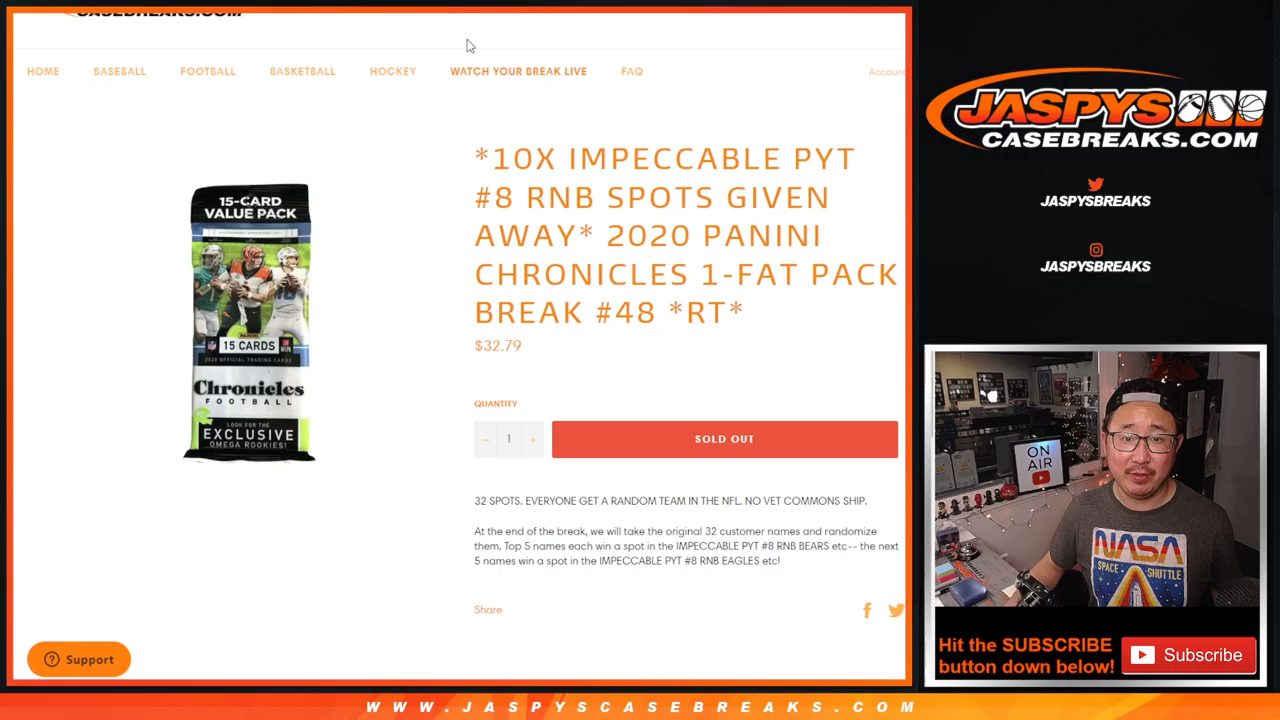 CASEBREAKS.COM
HOME BASEBALL FOOTBALL BASKETBALL HOCKEY WATCH YOUR BREAK LIVE FAQ Account
*10X IMPECCABLE PYT
#8 RNB SPOTS GIVEN
AWAY* 2020 PANINI
CHRONICLES 1-FAT PACK
BREAK #48 *RT*
$32.79
QUANTITY
− 1 +
SOLD OUT
32 SPOTS. EVERYONE GET A RANDOM TEAM IN THE NFL. NO VET COMMONS SHIP.
At the end of the break, we will take the original 32 customer names and randomize
them. Top 5 names each win a spot in the IMPECCABLE PYT #8 RNB BEARS etc-- the next
5 names win a spot in the IMPECCABLE PYT #8 RNB EAGLES etc!
Share
15-CARD
VALUE PACK
15 CARDS
2020 OFFICIAL TRADING CARDS
Chronicles
FOOTBALL
LOOK FOR THE
EXCLUSIVE
OMEGA ROOKIES!
Support
JASPYS
CASEBREAKS.COM
JASPYSBREAKS
JASPYSBREAKS
ON
AIR
NASA
SPACE SHUTTLE
Hit the SUBSCRIBE
button down below!
Subscribe
WWW.JASPYSCASEBREAKS.COM